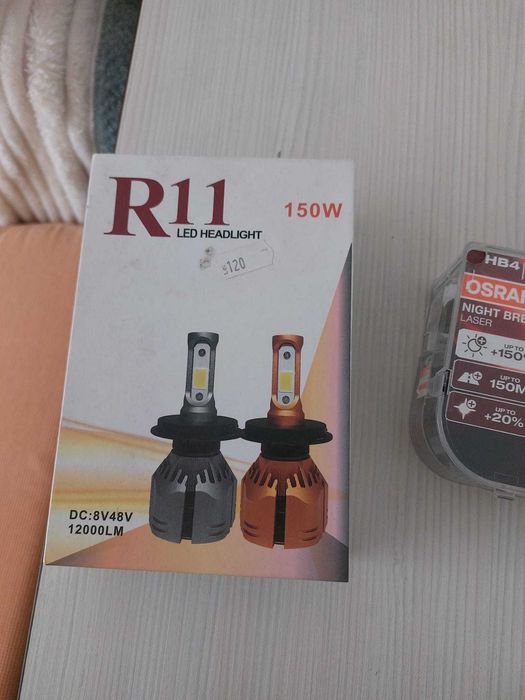 R11
LED HEADLIGHT
150W
120
DC:8V48V
12000LM
HB4
OSRA
NIGHT BRE
LASER
UP TO
+150
UP TO
150M
UP TO
+20%